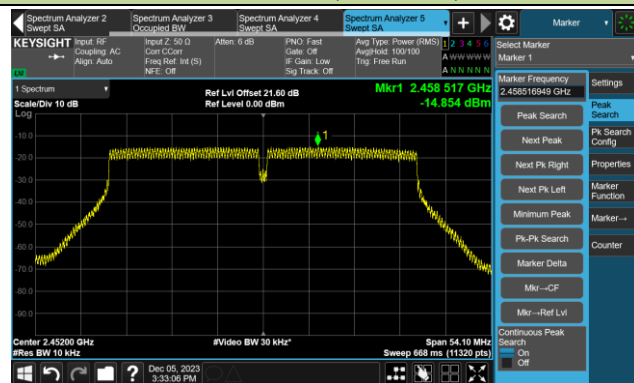 Spectrum Analyzer 2
Swept SA
Spectrum Analyzer 3
Occupied BW
Spectrum Analyzer 4
Swept SA
Spectrum Analyzer 5
Swept SA
Marker
KEYSIGHT
Input: RF
Coupling: AC
Align: Auto
Input Z: 50 Ω
Corr CCorr
Freq Ref: Int (S)
NFE: Off
Atten: 6 dB
PNO: Fast
Gate: Off
IF Gain: Low
Sig Track: Off
Avg Type: Power (RMS)
Avg|Hold: 100/100
Trig: Free Run
1 2 3 4 5 6
A WWWWW
A NNNNN
Select Marker
Marker 1
1 Spectrum
Scale/Div 10 dB
Log
Ref Lvl Offset 21.60 dB
Ref Level 0.00 dBm
Mkr1 2.458 517 GHz
-14.854 dBm
1
-10.0
-20.0
-30.0
-40.0
-50.0
-60.0
-70.0
-80.0
-90.0
Center 2.45200 GHz
#Res BW 10 kHz
#Video BW 30 kHz*
Span 54.10 MHz
Sweep 668 ms (11320 pts)
Marker Frequency
2.458516949 GHz
Peak Search
Next Peak
Next Pk Right
Next Pk Left
Minimum Peak
Pk-Pk Search
Marker Delta
Mkr→CF
Mkr→Ref Lvl
Continuous Peak
Search
On
Off
Settings
Peak
Search
Pk Search
Config
Properties
Marker
Function
Marker→
Counter
?
Dec 05, 2023
3:33:06 PM